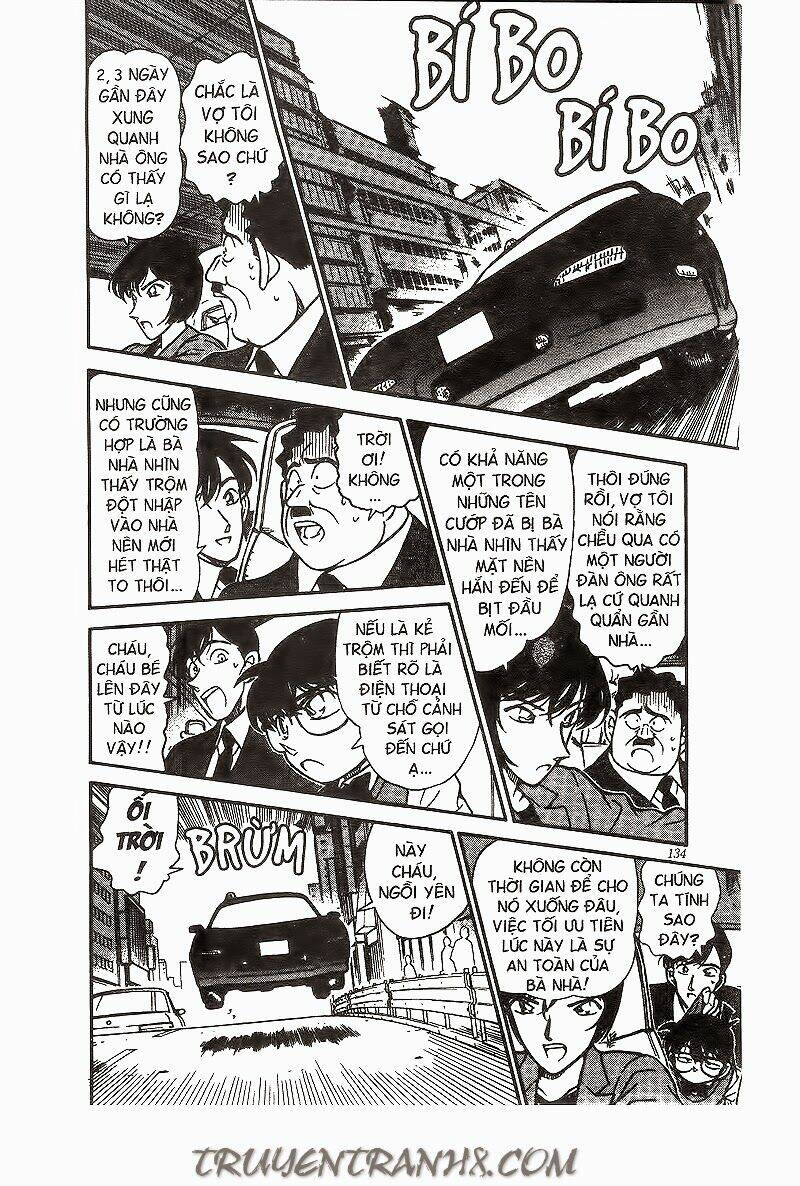 BÍ BO
BÍ BO
2, 3 NGÀY
GẦN ĐÂY
XUNG
QUANH
NHÀ ÔNG
CÓ THẤY
GÌ LẠ
KHÔNG?
CHẮC LÀ
VỢ TÔI
KHÔNG
SAO CHỨ
?
THÔI ĐÚNG
RỒI, VỢ TÔI
NÓI RẰNG
CHỀU QUA CÓ
MỘT NGƯỜI
ĐÀN ÔNG RẤT
LẠ CỨ QUANH
QUẨN GẦN
NHÀ...
CÓ KHẢ NĂNG
MỘT TRONG
NHỮNG TÊN
CƯỚP ĐÃ BỊ BÀ
NHÀ NHÌN THẤY
MẶT NÊN
HẮN ĐẾN ĐỂ
BỊT ĐẦU
MỐI...
TRỜI
ƠI! KHÔNG
...
NHƯNG CŨNG
CÓ TRƯỜNG
HỢP LÀ BÀ
NHÀ NHÌN
THẤY TRỘM
ĐỘT NHẬP
VÀO NHÀ
NÊN MỚI
HÉT THẬT
TO THÔI...
NẾU LÀ KẺ
TRỘM THÌ PHẢI
BIẾT RÕ LÀ
ĐIỆN THOẠI
TỪ CHỔ CẢNH
SÁT GỌI
ĐẾN CHỨ
Ạ...
CHÁU,
CHÁU BÉ
LÊN ĐÂY
TỪ LÚC
NÀO
VẬY!!
134
CHÚNG
TA TÍNH
SAO
ĐÂY?
KHÔNG CÒN
THỜI GIAN ĐỂ CHO
NÓ XUỐNG ĐÂU,
VIỆC TỐI ƯU TIÊN
LÚC NÀY LÀ SỰ
AN TOÀN CỦA
BÀ NHÀ!
NÀY
CHÁU,
NGỒI YÊN
ĐI!
BRỪM
ỐI
TRỜI
!
TRUYENTRANH8.COM